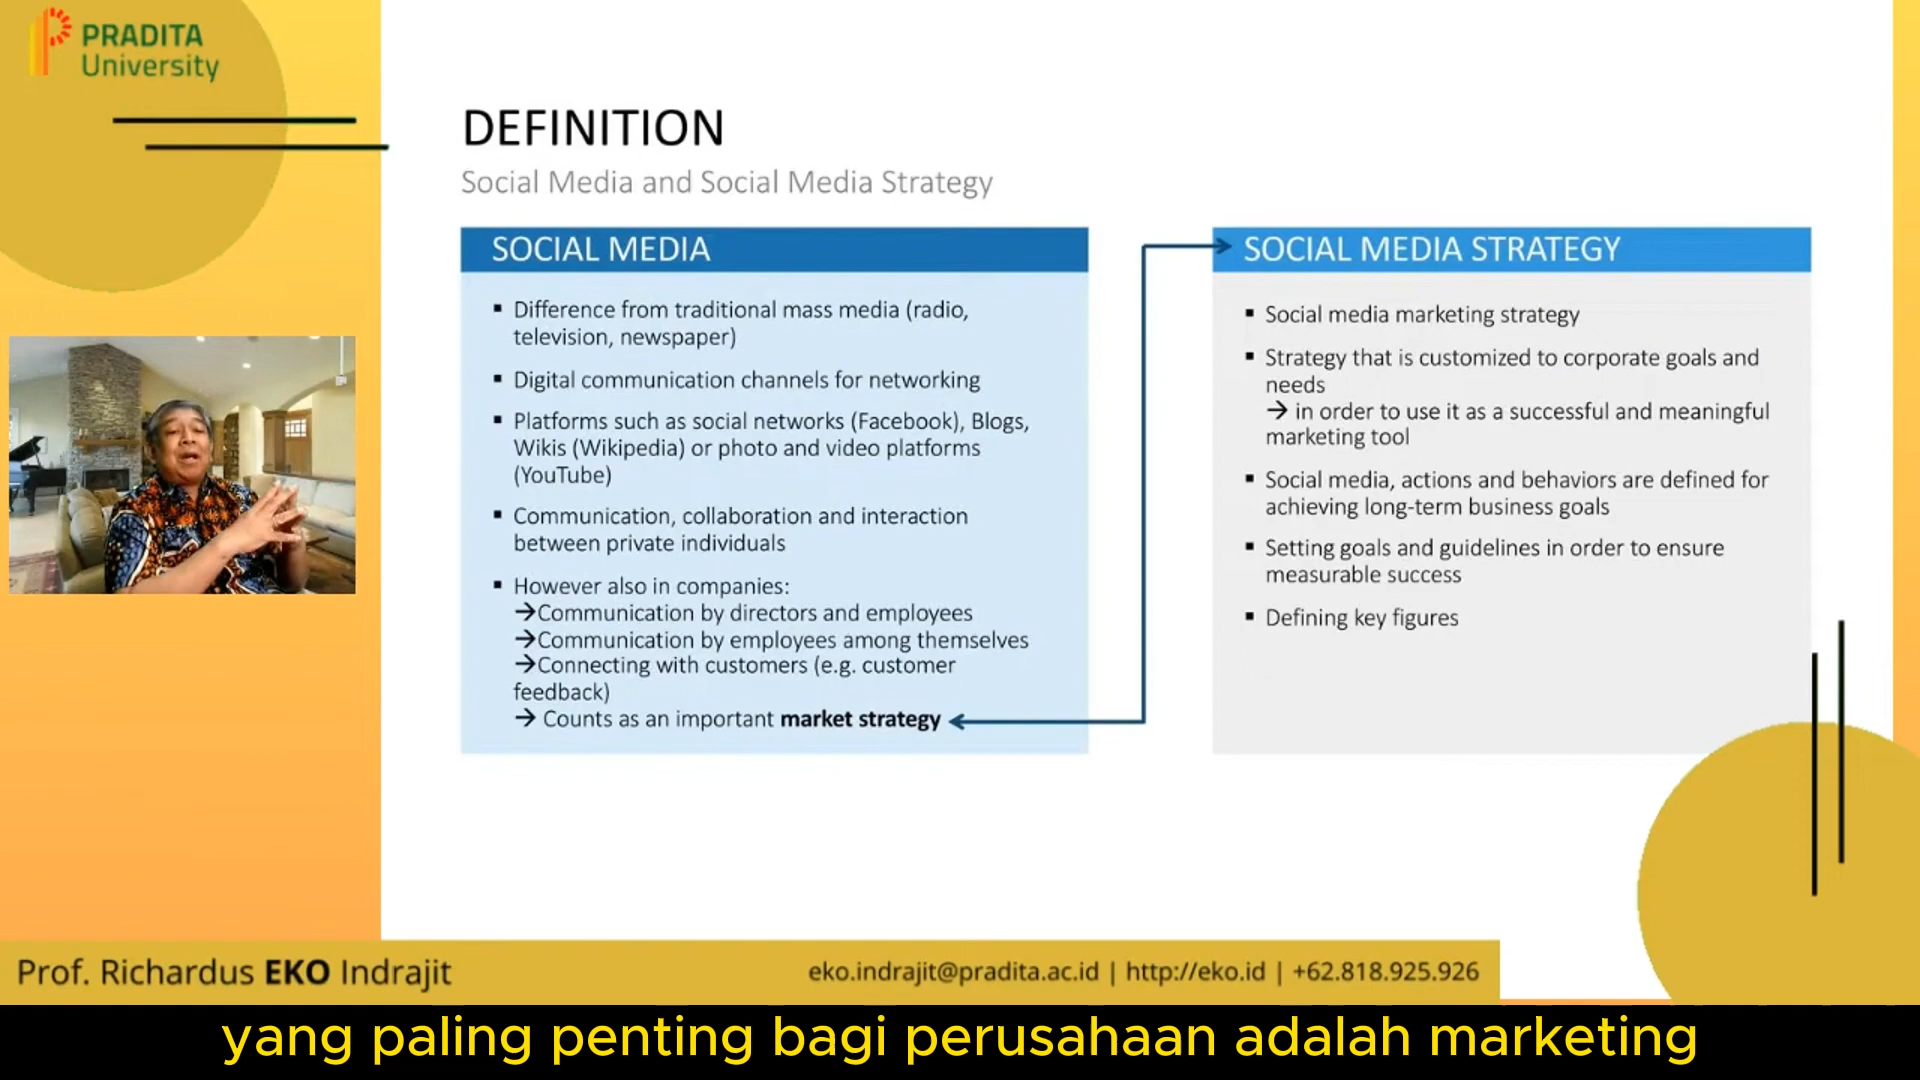 PRADITA
University
DEFINITION
Social Media and Social Media Strategy
SOCIAL MEDIA
▪ Difference from traditional mass media (radio,
television, newspaper)
▪ Digital communication channels for networking
▪ Platforms such as social networks (Facebook), Blogs,
Wikis (Wikipedia) or photo and video platforms
(YouTube)
▪ Communication, collaboration and interaction
between private individuals
▪ However also in companies:
→Communication by directors and employees
→Communication by employees among themselves
→Connecting with customers (e.g. customer
feedback)
→ Counts as an important market strategy
SOCIAL MEDIA STRATEGY
▪ Social media marketing strategy
▪ Strategy that is customized to corporate goals and
needs
→ in order to use it as a successful and meaningful
marketing tool
▪ Social media, actions and behaviors are defined for
achieving long-term business goals
▪ Setting goals and guidelines in order to ensure
measurable success
▪ Defining key figures
Prof. Richardus EKO Indrajit
eko.indrajit@pradita.ac.id | http://eko.id | +62.818.925.926
yang paling penting bagi perusahaan adalah marketing